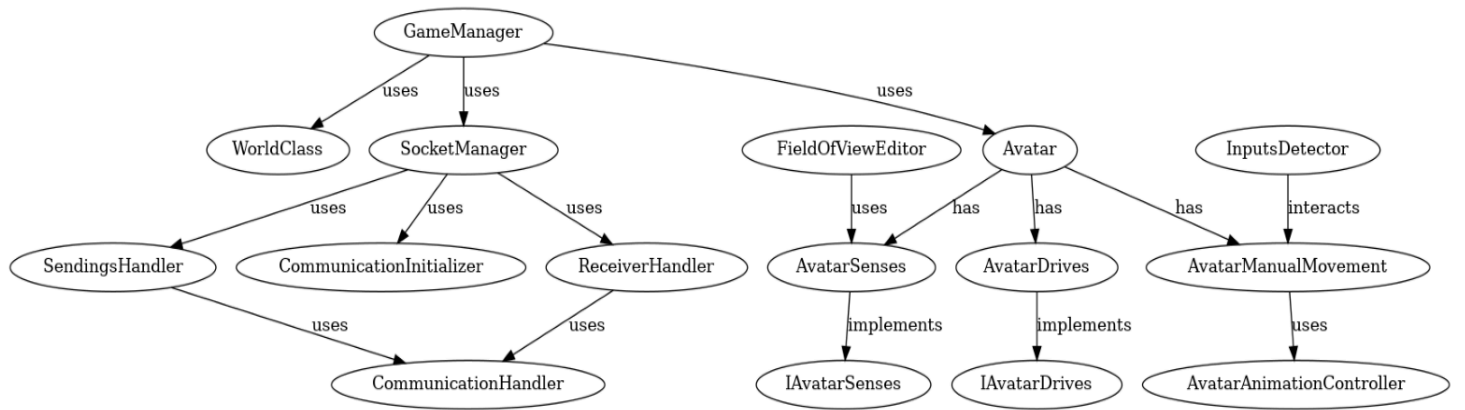 GameManager
uses
uses
uses
WorldClass
SocketManager
FieldOfViewEditor
Avatar
InputsDetector
uses
uses
uses
uses
has
has
has
interacts
SendingsHandler
CommunicationInitializer
ReceiverHandler
AvatarSenses
AvatarDrives
AvatarManualMovement
uses
uses
implements
implements
uses
CommunicationHandler
IAvatarSenses
IAvatarDrives
AvatarAnimationController